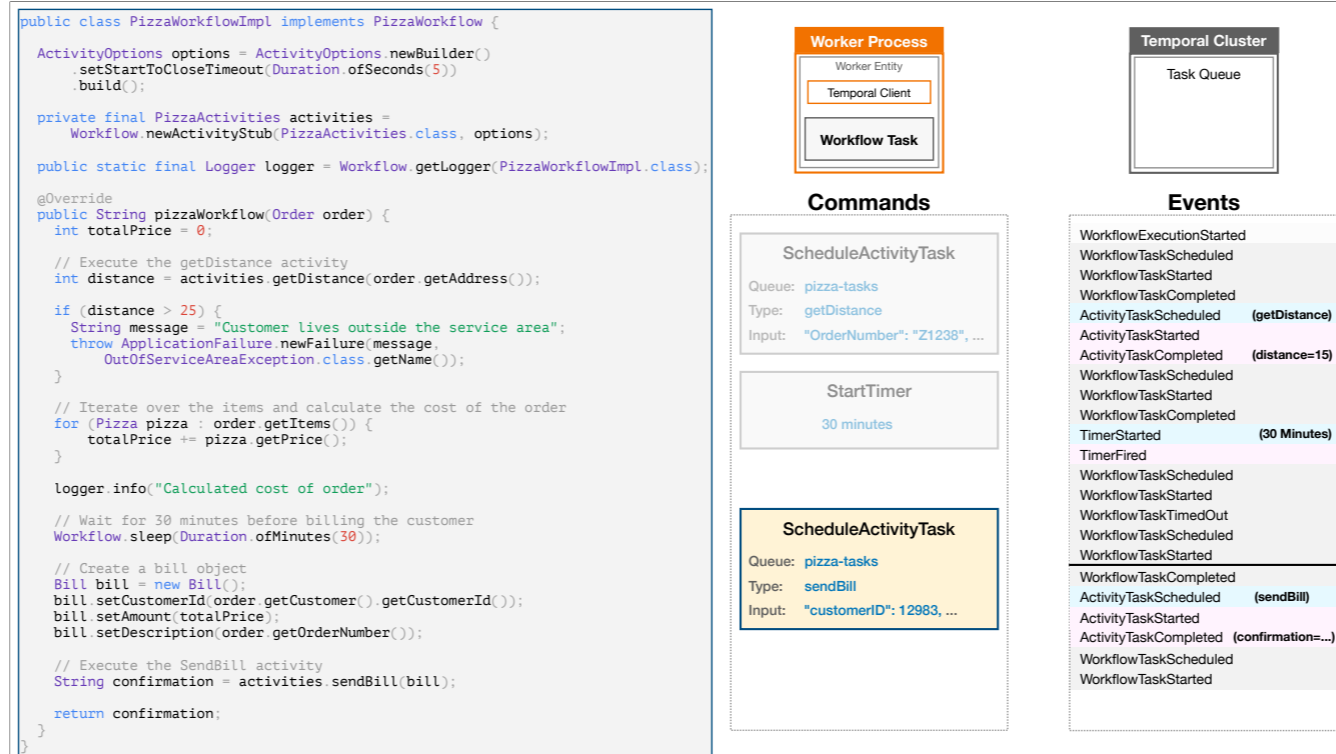 public class PizzaWorkflowImpl implements PizzaWorkflow {
ActivityOptions options = ActivityOptions.newBuilder()
.setStartToCloseTimeout(Duration.ofSeconds(5))
.build();
private final PizzaActivities activities =
Workflow.newActivityStub(PizzaActivities.class, options);
public static final Logger logger = Workflow.getLogger(PizzaWorkflowImpl.class);
@Override
public String pizzaWorkflow(Order order) {
int totalPrice = 0;
// Execute the getDistance activity
int distance = activities.getDistance(order.getAddress());
if (distance > 25) {
String message = "Customer lives outside the service area";
throw ApplicationFailure.newFailure(message,
OutOfServiceAreaException.class.getName());
}
// Iterate over the items and calculate the cost of the order
for (Pizza pizza : order.getItems()) {
totalPrice += pizza.getPrice();
}
logger.info("Calculated cost of order");
// Wait for 30 minutes before billing the customer
Workflow.sleep(Duration.ofMinutes(30));
// Create a bill object
Bill bill = new Bill();
bill.setCustomerId(order.getCustomer().getCustomerId());
bill.setAmount(totalPrice);
bill.setDescription(order.getOrderNumber());
// Execute the SendBill activity
String confirmation = activities.sendBill(bill);
return confirmation;
}
}
Worker Process
Worker Entity
Temporal Client
Workflow Task
Commands
ScheduleActivityTask
Queue: pizza-tasks
Type: getDistance
Input: "OrderNumber": "Z1238", ...
StartTimer
30 minutes
ScheduleActivityTask
Queue: pizza-tasks
Type: sendBill
Input: "customerID": 12983, ...
Temporal Cluster
Task Queue
Events
WorkflowExecutionStarted
WorkflowTaskScheduled
WorkflowTaskStarted
WorkflowTaskCompleted
ActivityTaskScheduled (getDistance)
ActivityTaskStarted
ActivityTaskCompleted (distance=15)
WorkflowTaskScheduled
WorkflowTaskStarted
WorkflowTaskCompleted
TimerStarted (30 Minutes)
TimerFired
WorkflowTaskScheduled
WorkflowTaskStarted
WorkflowTaskTimedOut
WorkflowTaskScheduled
WorkflowTaskStarted
WorkflowTaskCompleted
ActivityTaskScheduled (sendBill)
ActivityTaskStarted
ActivityTaskCompleted (confirmation=...)
WorkflowTaskScheduled
WorkflowTaskStarted